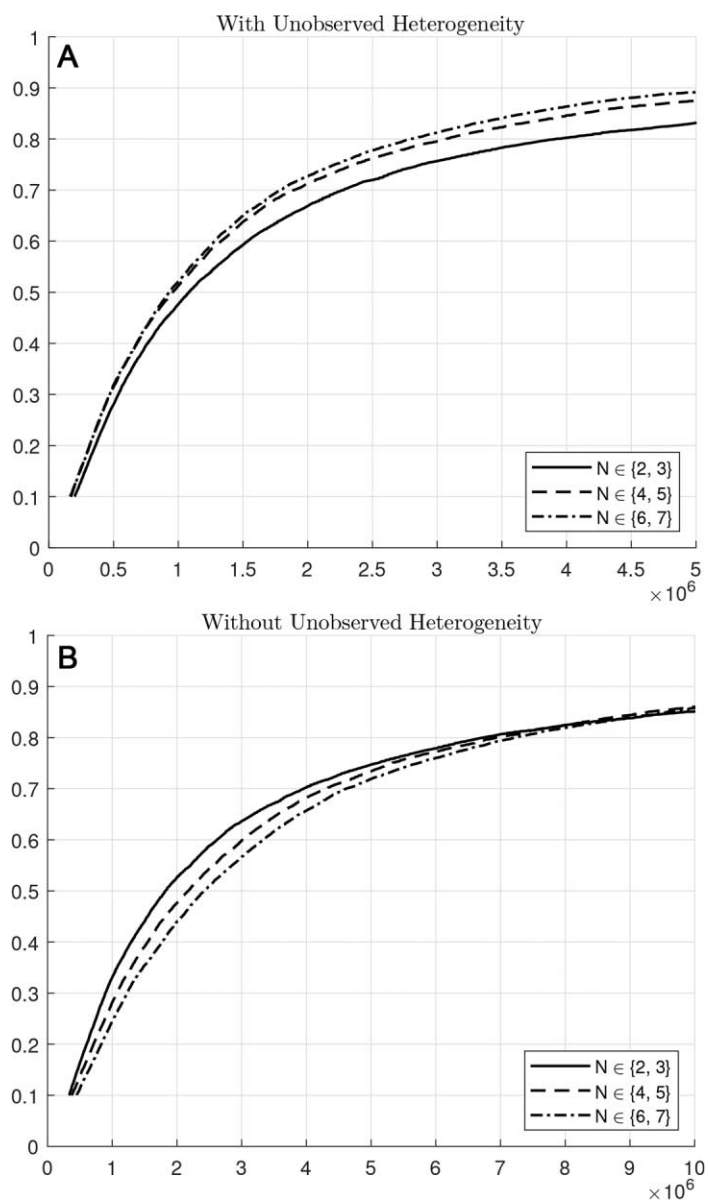 With Unobserved Heterogeneity
A
1
0.9
0.8
0.7
0.6
0.5
0.4
0.3
0.2
0.1
0
N ∈ {2, 3}
N ∈ {4, 5}
N ∈ {6, 7}
0 0.5 1 1.5 2 2.5 3 3.5 4 4.5 5
×10⁶
Without Unobserved Heterogeneity
B
1
0.9
0.8
0.7
0.6
0.5
0.4
0.3
0.2
0.1
0
N ∈ {2, 3}
N ∈ {4, 5}
N ∈ {6, 7}
0 1 2 3 4 5 6 7 8 9 10
×10⁶